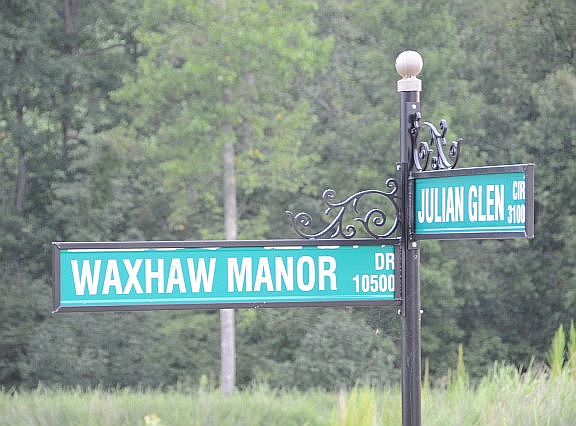 WAXHAW MANOR DR
10500
JULIAN GLEN CIR
3100